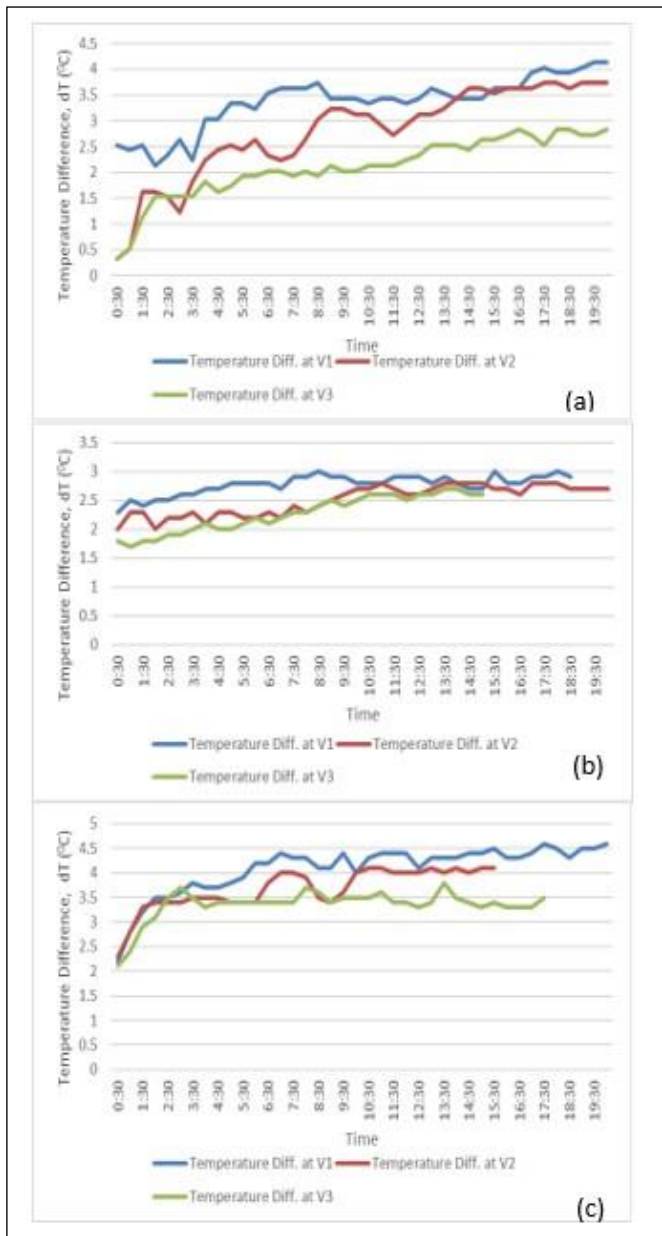 4.5
4
3.5
3
2.5
2
1.5
1
0.5
0
Temperature Difference, dT (⁰C)
0:30 1:30 2:30 3:30 4:30 5:30 6:30 7:30 8:30 9:30 10:30 11:30 12:30 13:30 14:30 15:30 16:30 17:30 18:30 19:30
Time
Temperature Diff. at V1 Temperature Diff. at V2
Temperature Diff. at V3
(a)
3.5
3
2.5
2
1.5
1
0.5
0
Temperature Difference, dT (⁰C)
0:30 1:30 2:30 3:30 4:30 5:30 6:30 7:30 8:30 9:30 10:30 11:30 12:30 13:30 14:30 15:30 16:30 17:30 18:30 19:30
Time
Temperature Diff. at V1 Temperature Diff. at V2
Temperature Diff. at V3
(b)
5
4.5
4
3.5
3
2.5
2
1.5
1
0.5
0
Temperature Difference, dT (⁰C)
0:30 1:30 2:30 3:30 4:30 5:30 6:30 7:30 8:30 9:30 10:30 11:30 12:30 13:30 14:30 15:30 16:30 17:30 18:30 19:30
Time
Temperature Diff. at V1 Temperature Diff. at V2
Temperature Diff. at V3
(c)